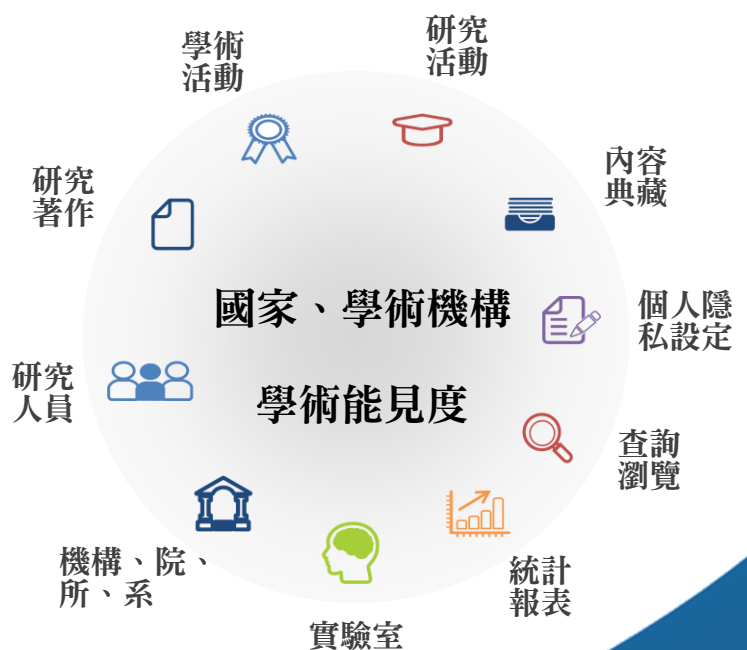 學術
活動
研究
活動
內容
典藏
研究
著作
國家、學術機構
個人隱
私設定
研究
人員
學術能見度
查詢
瀏覽
機構、院、
所、系
統計
報表
實驗室